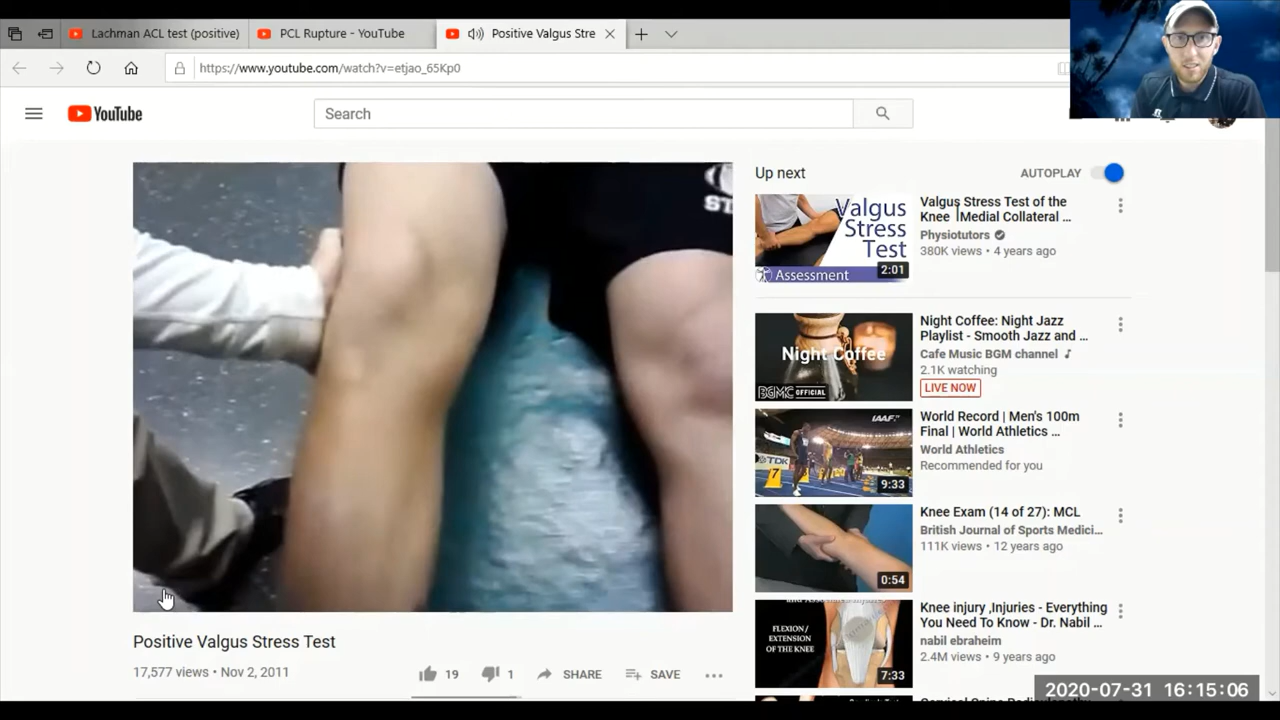 Lachman ACL test (positive)
PCL Rupture - YouTube
Positive Valgus Stre
https://www.youtube.com/watch?v=etjao_65Kp0
YouTube
Search
Up next
AUTOPLAY
Valgus
Stress
Test
Assessment
2:01
Valgus Stress Test of the
Knee |Medial Collateral ...
Physiotutors
380K views • 4 years ago
Night Coffee
BGMC OFFICIAL
Night Coffee: Night Jazz
Playlist - Smooth Jazz and ...
Cafe Music BGM channel
2.1K watching
LIVE NOW
IAAF
TDK
7
9:33
World Record | Men's 100m
Final | World Athletics ...
World Athletics
Recommended for you
0:54
Knee Exam (14 of 27): MCL
British Journal of Sports Medici...
111K views • 12 years ago
FLEXION /
EXTENSION
OF THE KNEE
7:33
Knee injury ,Injuries - Everything
You Need To Know - Dr. Nabil ...
nabil ebraheim
2.4M views • 9 years ago
Positive Valgus Stress Test
17,577 views • Nov 2, 2011
19
1
SHARE
SAVE
2020-07-31 16:15:06